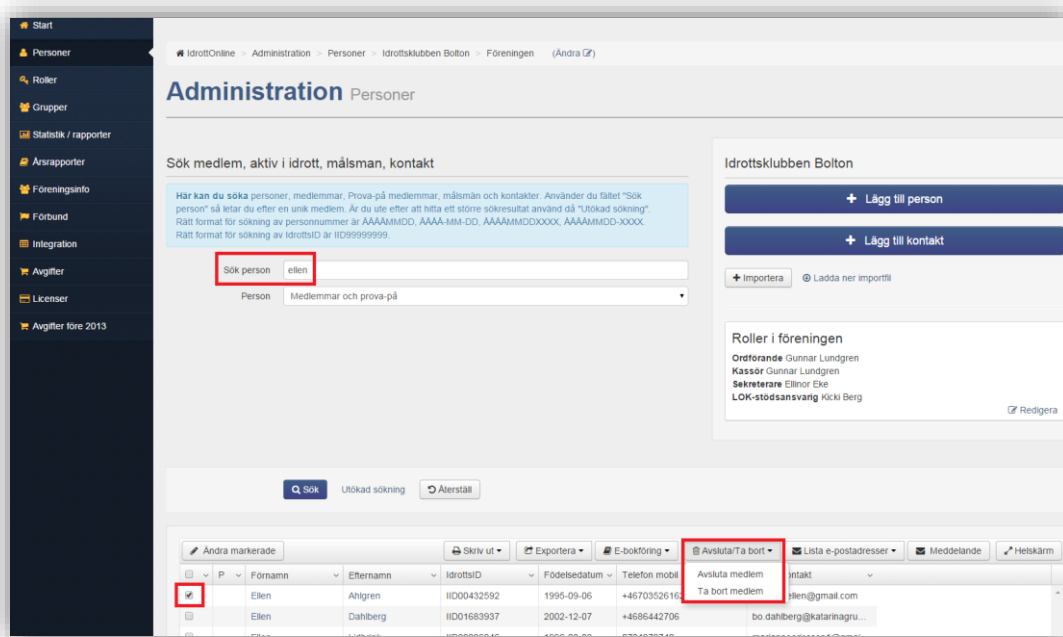 Start
Personer
Roller
Grupper
Statistik / rapporter
Årsrapporter
Föreningsinfo
Förbund
Integration
Avgifter
Licenser
Avgifter före 2013
IdrottOnline > Administration > Personer > Idrottsklubben Bolton > Föreningen (Ändra)
Administration Personer
Sök medlem, aktiv i idrott, målsman, kontakt
Här kan du söka personer, medlemmar, Prova-på medlemmar, målsmän och kontakter. Använder du fältet "Sök
person" så letar du efter en unik medlem. Är du ute efter att hitta ett större sökresultat använd då "Utökad sökning".
Rätt format för sökning av personnummer är ÅÅÅÅMMDD, ÅÅÅÅ-MM-DD, ÅÅÅÅMMDDXXXX, ÅÅÅÅMMDD-XXXX.
Rätt format för sökning av IdrottsID är IID99999999.
Sök person ellen
Person Medlemmar och prova-på
Idrottsklubben Bolton
+ Lägg till person
+ Lägg till kontakt
+ Importera Ladda ner importfil
Roller i föreningen
Ordförande Gunnar Lundgren
Kassör Gunnar Lundgren
Sekreterare Ellinor Eke
LOK-stödsansvarig Kicki Berg
Redigera
Sök Utökad sökning Återställ
Ändra markerade Skriv ut Exportera E-bokföring Avsluta/Ta bort Lista e-postadresser Meddelande Helskärm
Avsluta medlem
Ta bort medlem
P Förnamn Efternamn IdrottsID Födelsedatum Telefon mobil ntakt
Ellen Ahlgren IID00432592 1995-09-06 +4670352616 ellen@gmail.com
Ellen Dahlberg IID01683937 2002-12-07 +4686442706 bo.dahlberg@katarinagru...